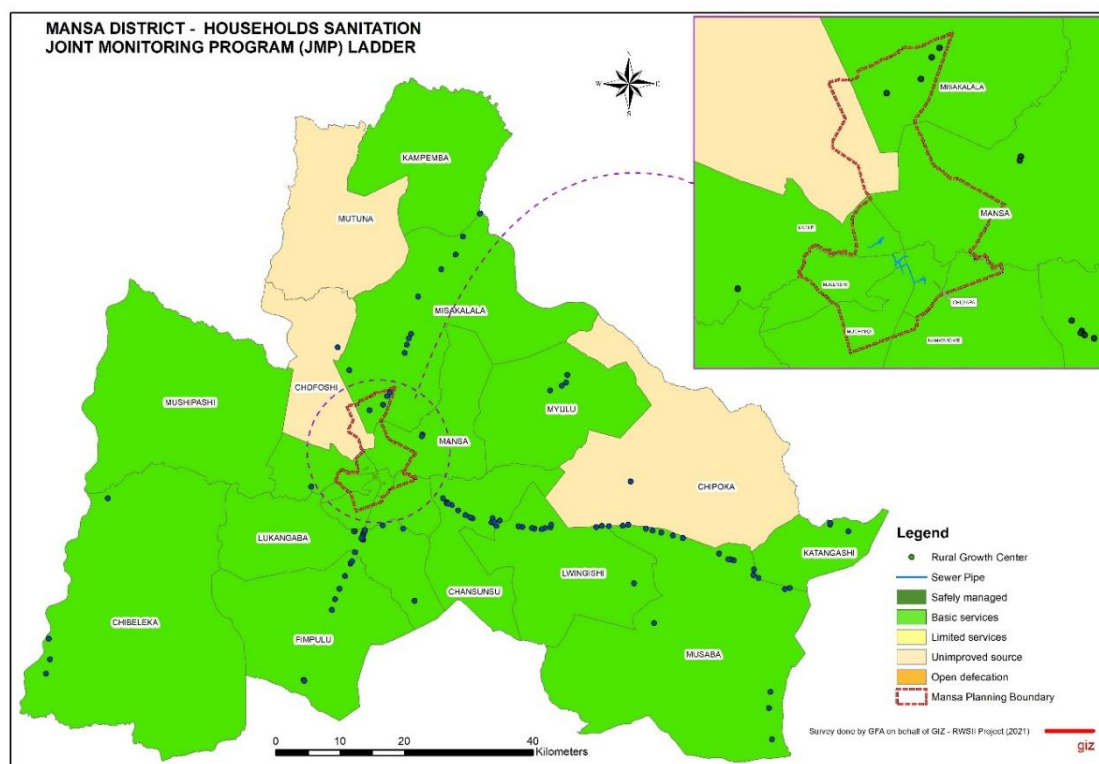 MANSA DISTRICT - HOUSEHOLDS SANITATION
JOINT MONITORING PROGRAM (JMP) LADDER
N
W
E
S
MISAKALALA
MANSA
KAMPEMBA
MUTUNA
MISAKALALA
CHOFOSHI
MUSHIPASHI
MYULU
MANSA
CHIPOKA
LUKANGABA
KATANGASHI
LWINGISHI
CHANSUNSU
CHIBELEKA
FIMPULU
MUSABA
Legend
Rural Growth Center
Sewer Pipe
Safely managed
Basic services
Limited services
Unimproved source
Open defecation
Mansa Planning Boundary
0 10 20 40
Kilometers
Survey done by GFA on behalf of GIZ - RWSII Project (2021)
giz